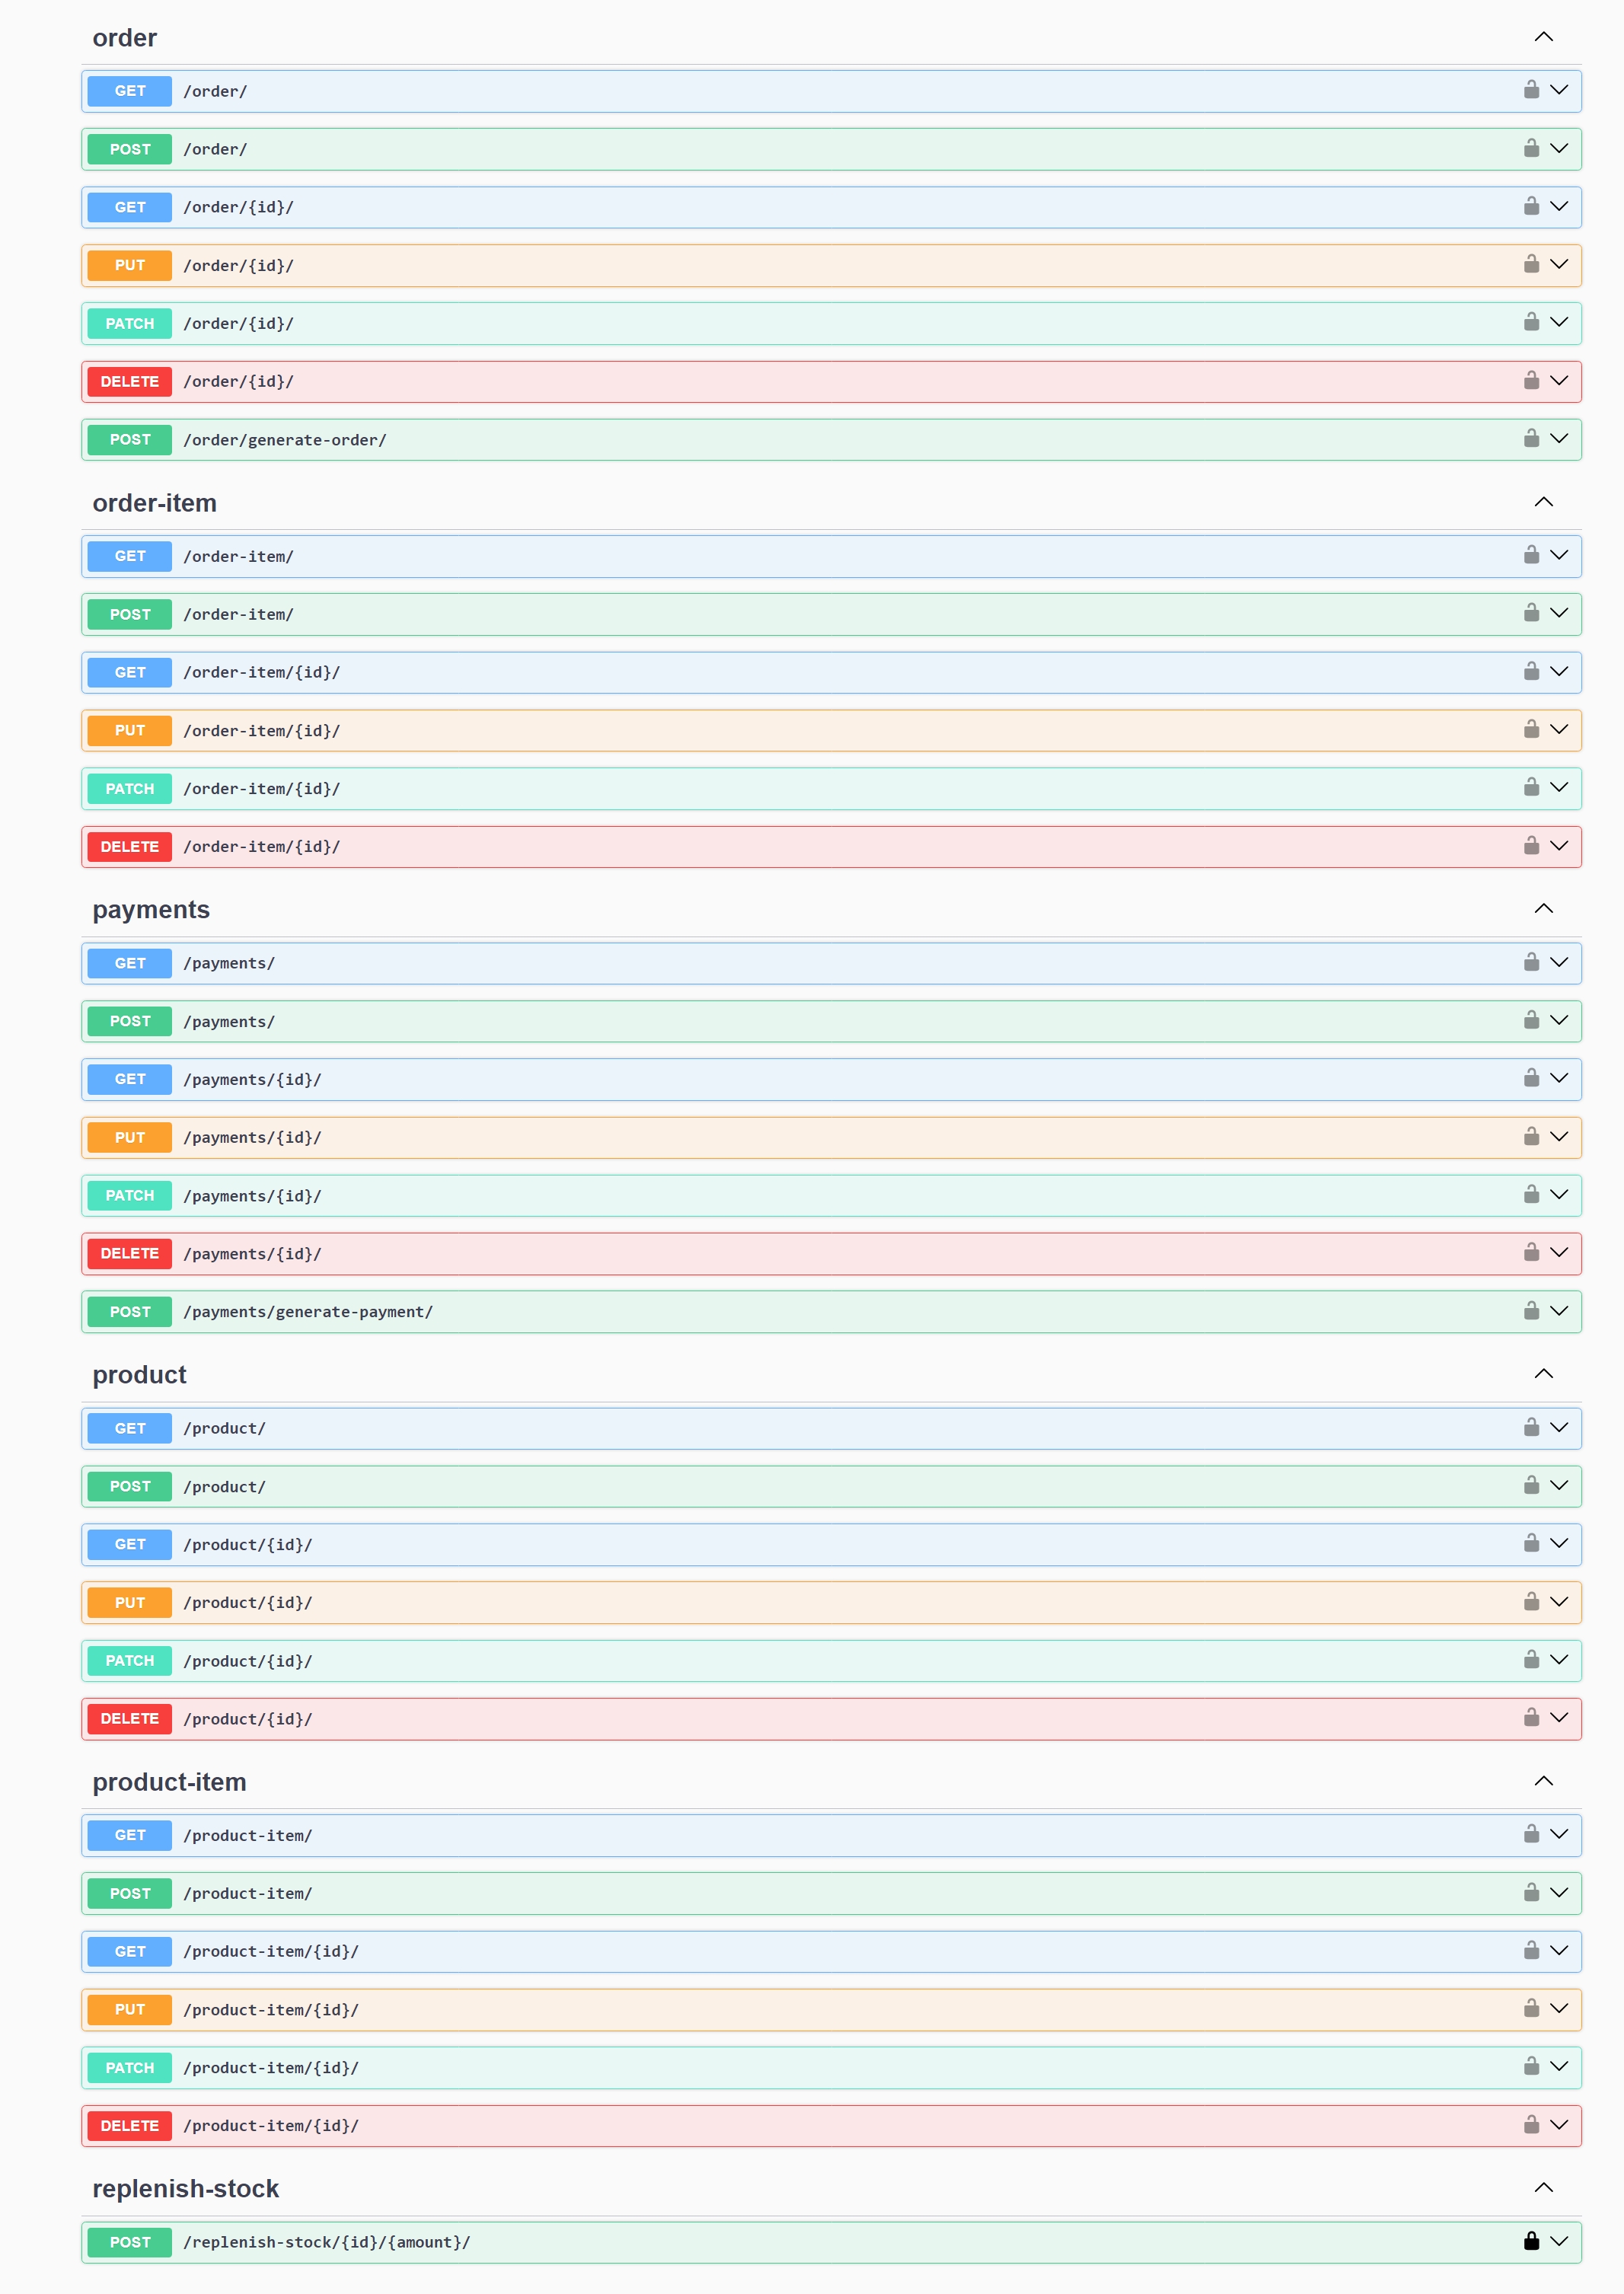 order
GET /order/
POST /order/
GET /order/{id}/
PUT /order/{id}/
PATCH /order/{id}/
DELETE /order/{id}/
POST /order/generate-order/
order-item
GET /order-item/
POST /order-item/
GET /order-item/{id}/
PUT /order-item/{id}/
PATCH /order-item/{id}/
DELETE /order-item/{id}/
payments
GET /payments/
POST /payments/
GET /payments/{id}/
PUT /payments/{id}/
PATCH /payments/{id}/
DELETE /payments/{id}/
POST /payments/generate-payment/
product
GET /product/
POST /product/
GET /product/{id}/
PUT /product/{id}/
PATCH /product/{id}/
DELETE /product/{id}/
product-item
GET /product-item/
POST /product-item/
GET /product-item/{id}/
PUT /product-item/{id}/
PATCH /product-item/{id}/
DELETE /product-item/{id}/
replenish-stock
POST /replenish-stock/{id}/{amount}/